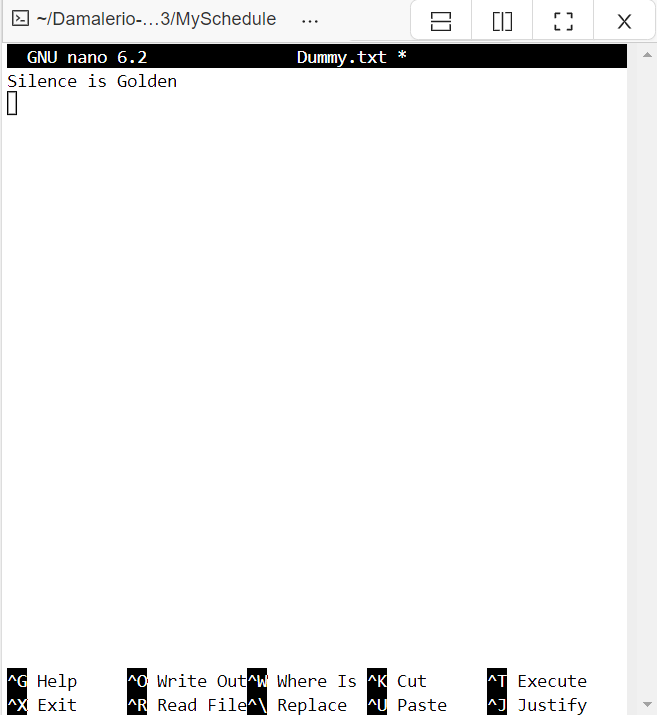 ~/Damalerio-...3/MySchedule ... X
GNU nano 6.2 Dummy.txt *
Silence is Golden
^G Help ^O Write Out ^W Where Is ^K Cut ^T Execute
^X Exit ^R Read File ^\ Replace ^U Paste ^J Justify